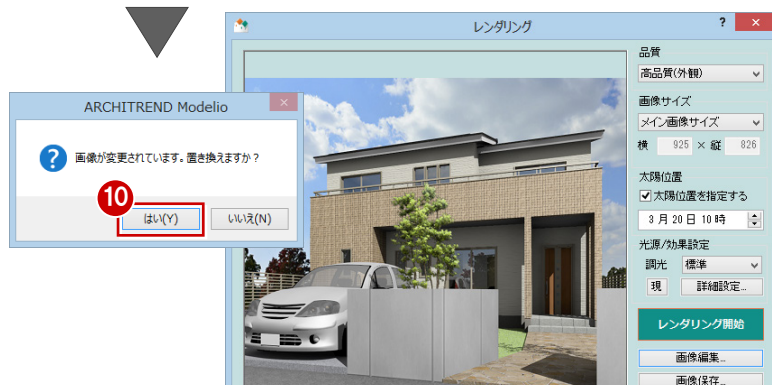 レンダリング
?
×
ARCHITREND Modelio
×
画像が変更されています。置き換えますか?
10
はい(Y)
いいえ(N)
品質
高品質(外観)
画像サイズ
メイン画像サイズ
横 925 × 縦 826
太陽位置
太陽位置を指定する
3 月 20 日 10 時
光源/効果設定
調光 標準
現 詳細設定...
レンダリング開始
画像編集...
画像保存...